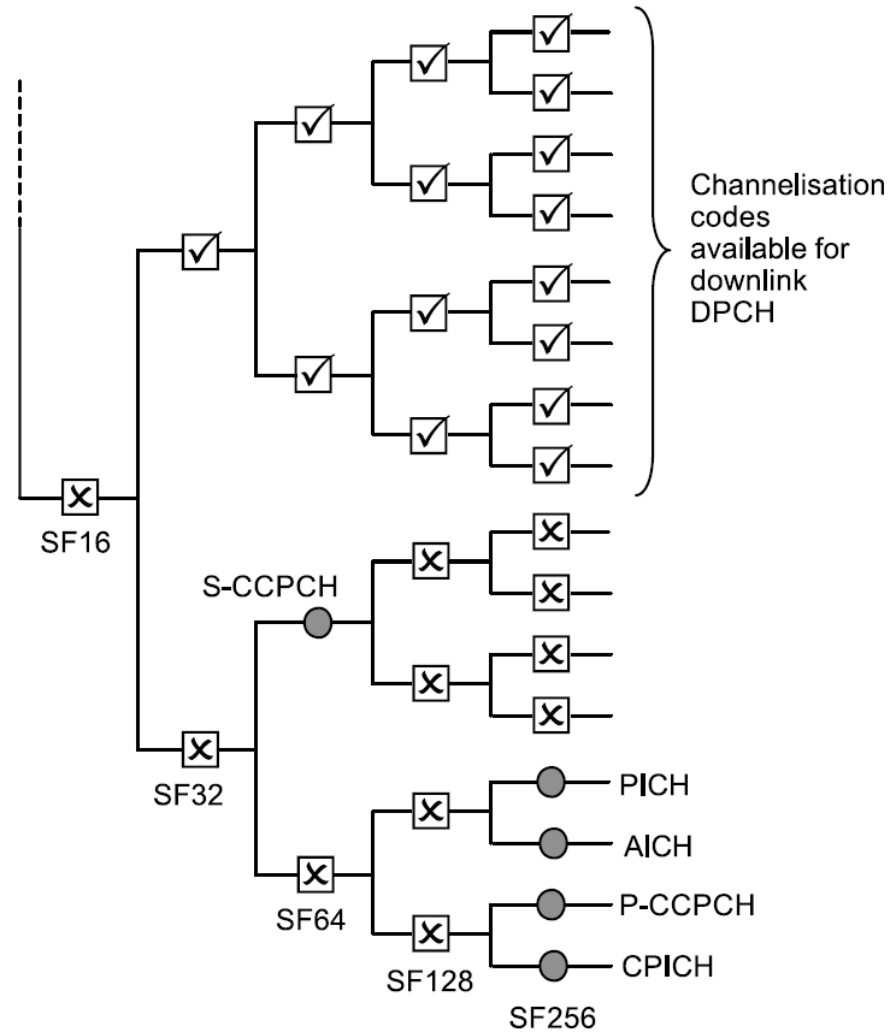 Channelisation
codes
available for
downlink
DPCH
SF16
S-CCPCH
SF32
PICH
AICH
SF64
P-CCPCH
SF128
CPICH
SF256